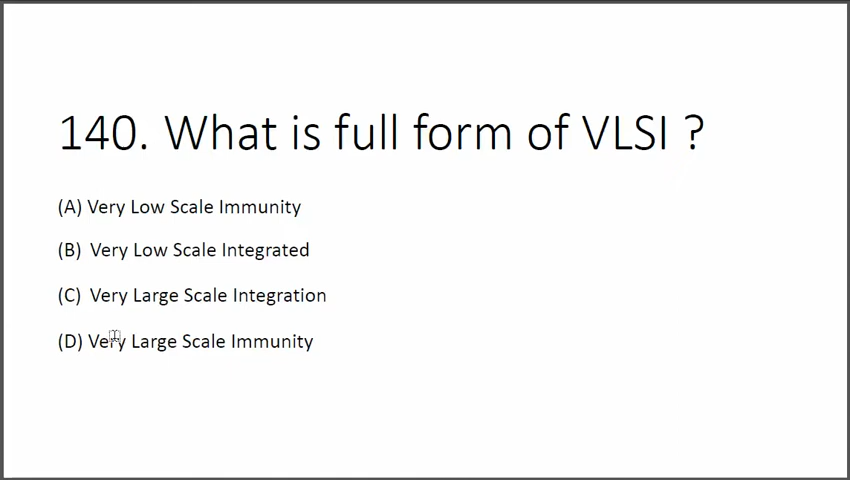 140. What is full form of VLSI ?
(A) Very Low Scale Immunity
(B) Very Low Scale Integrated
(C) Very Large Scale Integration
(D) Very Large Scale Immunity